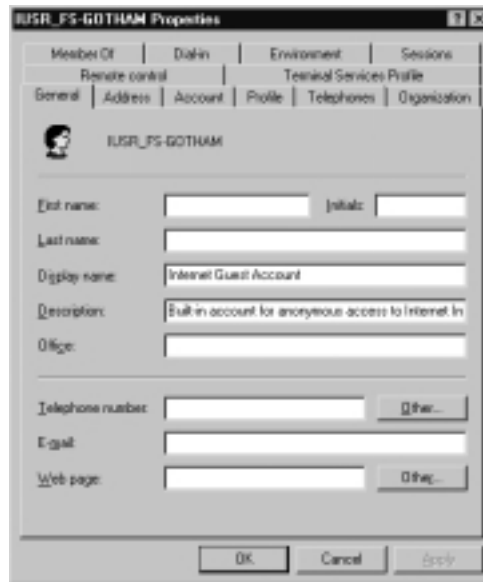 IUSR_FS-GOTHAM Properties
Member Of Dial-in Environment Sessions
Remote control Terminal Services Profile
General Address Account Profile Telephones Organization
IUSR_FS-GOTHAM
First name: Initials:
Last name:
Display name: Internet Guest Account
Description: Built-in account for anonymous access to Internet In
Office:
Telephone number: Other...
E-mail:
Web page: Other...
OK Cancel Apply